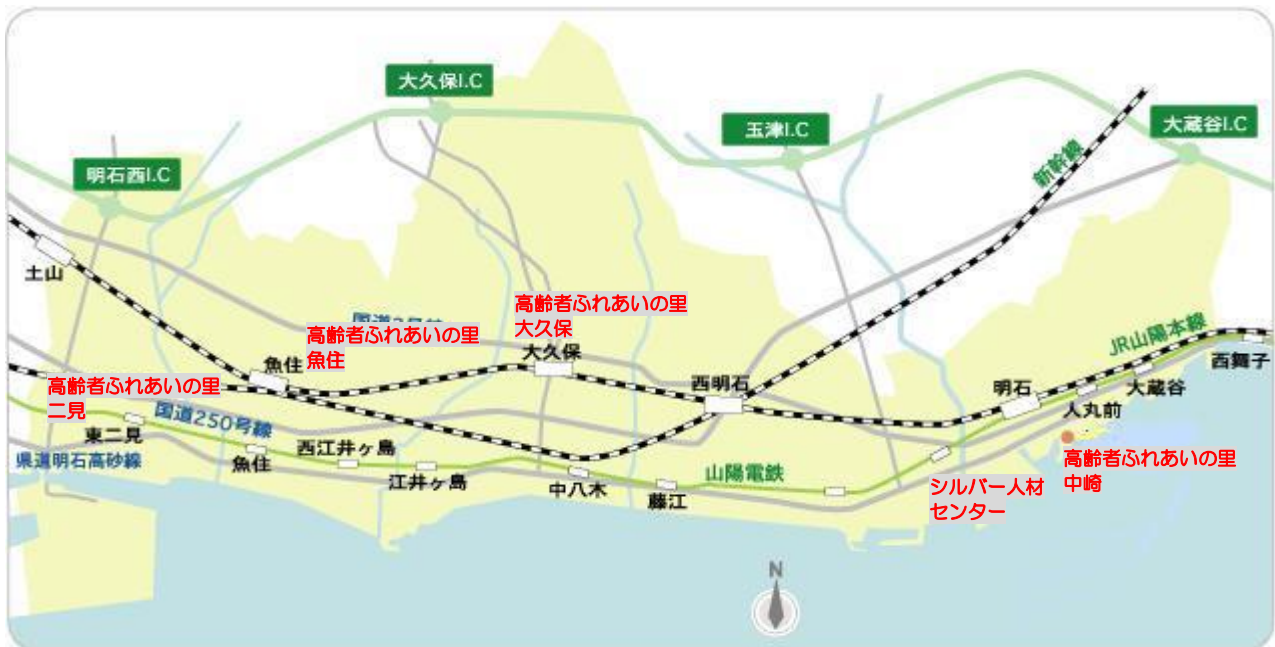 大久保I.C
玉津I.C
大蔵谷I.C
明石西I.C
新幹線
土山
高齢者ふれあいの里
大久保
高齢者ふれあいの里
魚住
JR山陽本線
西舞子
大久保
魚住
西明石
明石
大蔵谷
人丸前
高齢者ふれあいの里
二見
国道250号線
東二見
西江井ヶ島
魚住
県道明石高砂線
江井ヶ島
中八木
山陽電鉄
藤江
シルバー人材
センター
高齢者ふれあいの里
中崎
N